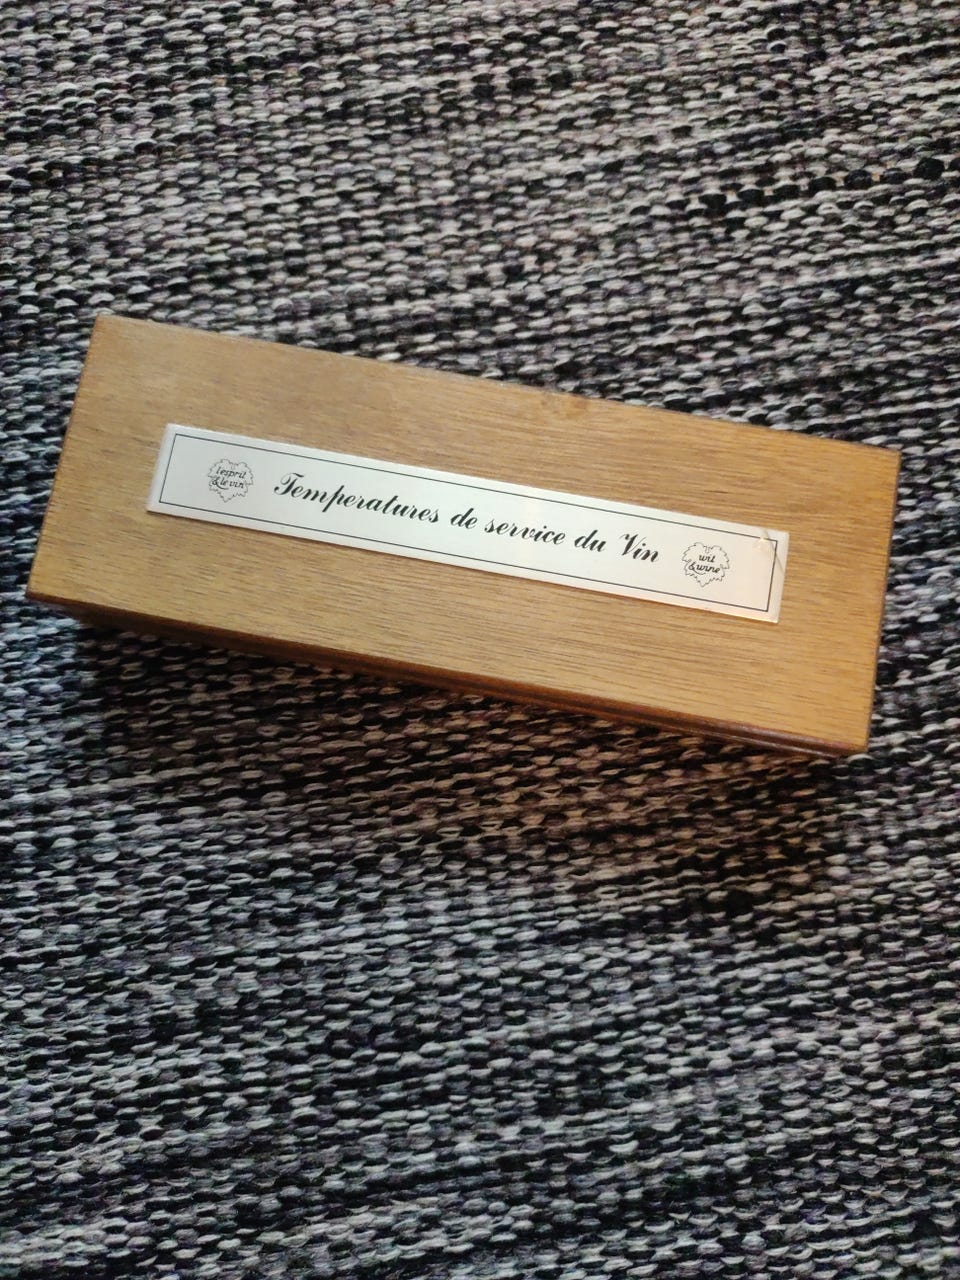 l'esprit
& le vin
Temperatures de service du Vin
wit
& wine